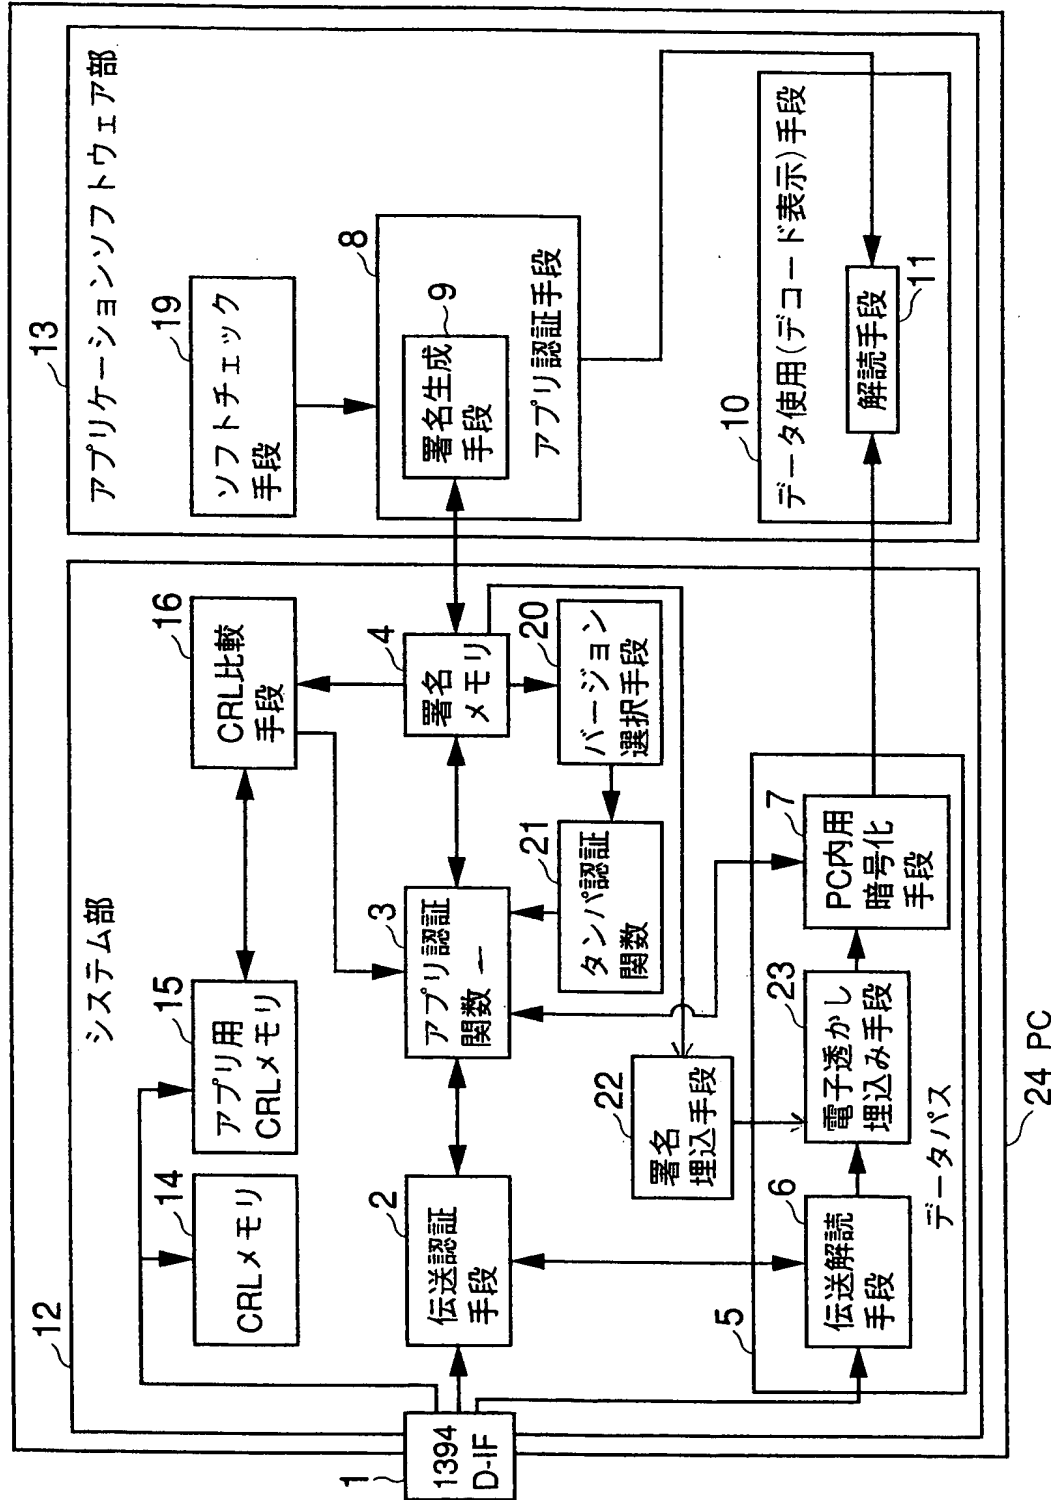 13
アプリケーションソフトウェア部
19
ソフトチェック
手段
8
9
署名生成
手段
アプリ認証手段
10
データ使用(デコード表示)手段
解読手段
11
12
システム部
14
CRLメモリ
15
アプリ用
CRLメモリ
16
CRL比較
手段
1
1394
D-IF
2
伝送認証
手段
3
アプリ認証
関数
4
署名
メモリ
20
バージョン
選択手段
21
タンパ認証
関数
22
署名
埋込手段
5
6
伝送解読
手段
23
電子透かし
埋込み手段
7
PC内用
暗号化
手段
データパス
24 PC